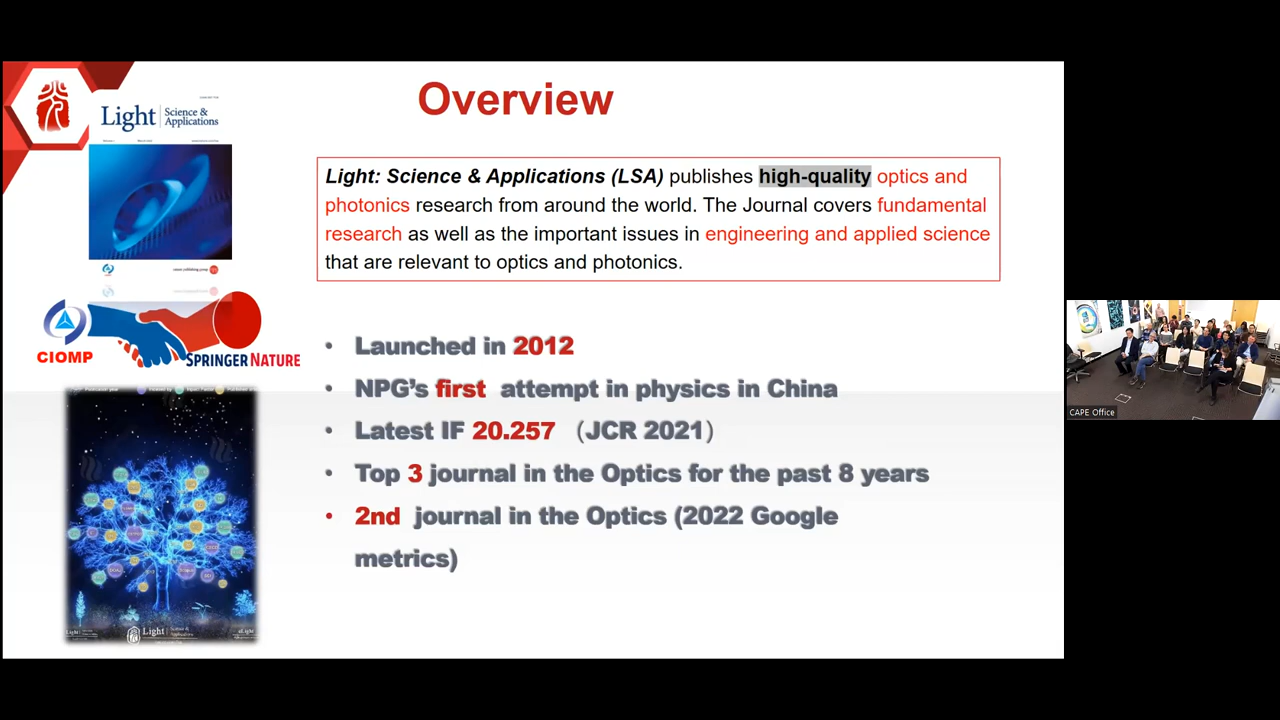 Overview
Light Science &
Applications
Light: Science & Applications (LSA) publishes high-quality optics and
photonics research from around the world. The Journal covers fundamental
research as well as the important issues in engineering and applied science
that are relevant to optics and photonics.
CIOMP
SPRINGER NATURE
• Launched in 2012
• NPG’s first attempt in physics in China
• Latest IF 20.257 （JCR 2021）
• Top 3 journal in the Optics for the past 8 years
• 2nd journal in the Optics (2022 Google
metrics)
Light Science &
Applications
CAPE Office